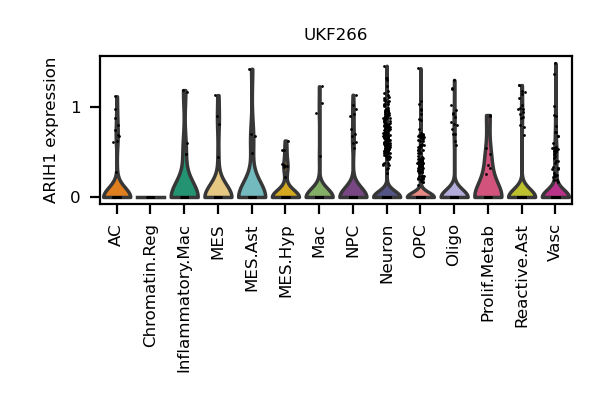 UKF266
ARIH1 expression
1
0
AC
Chromatin.Reg
Inflammatory.Mac
MES
MES.Ast
MES.Hyp
Mac
NPC
Neuron
OPC
Oligo
Prolif.Metab
Reactive.Ast
Vasc